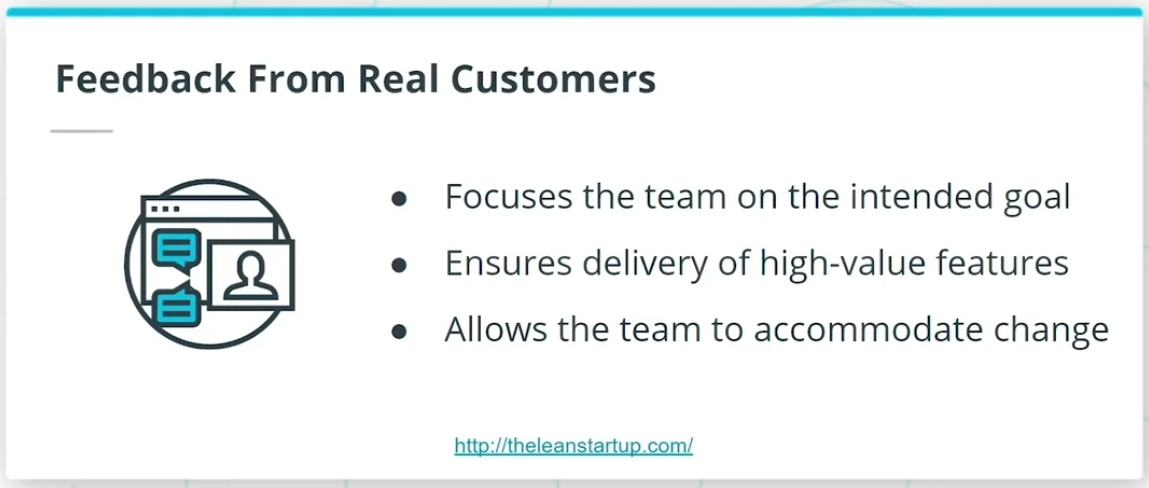 Feedback From Real Customers
● Focuses the team on the intended goal
● Ensures delivery of high-value features
● Allows the team to accommodate change
http://theleanstartup.com/